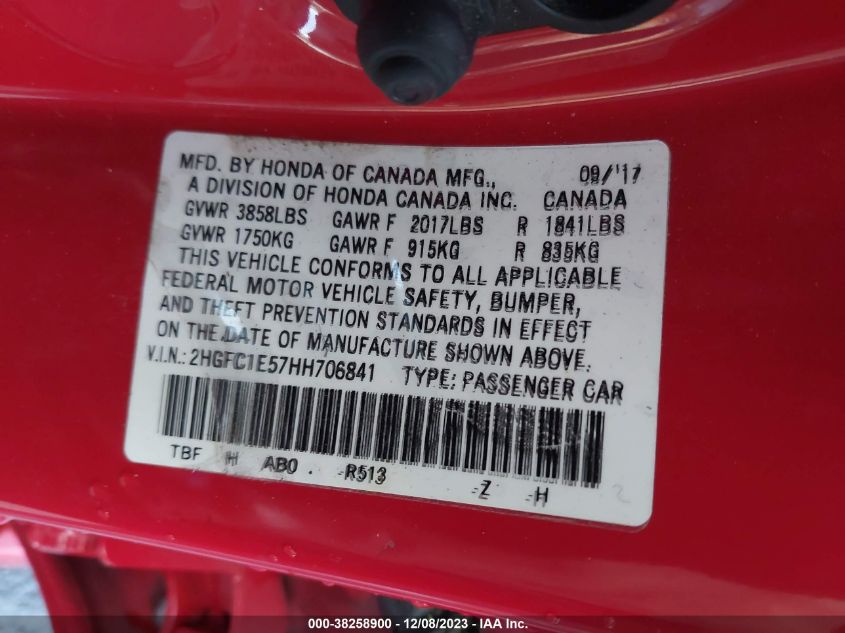 MFD. BY HONDA OF CANADA MFG., 09/'17
A DIVISION OF HONDA CANADA INC. CANADA
GVWR 3858LBS GAWR F 2017LBS R 1841LBS
GVWR 1750KG GAWR F 915KG R 835KG
THIS VEHICLE CONFORMS TO ALL APPLICABLE
FEDERAL MOTOR VEHICLE SAFETY, BUMPER,
AND THEFT PREVENTION STANDARDS IN EFFECT
ON THE DATE OF MANUFACTURE SHOWN ABOVE.
V.I.N.: 2HGFC1E57HH706841 TYPE: PASSENGER CAR
TBF H AB0 -R513 -Z -H 2
000-38258900 - 12/08/2023 - IAA Inc.